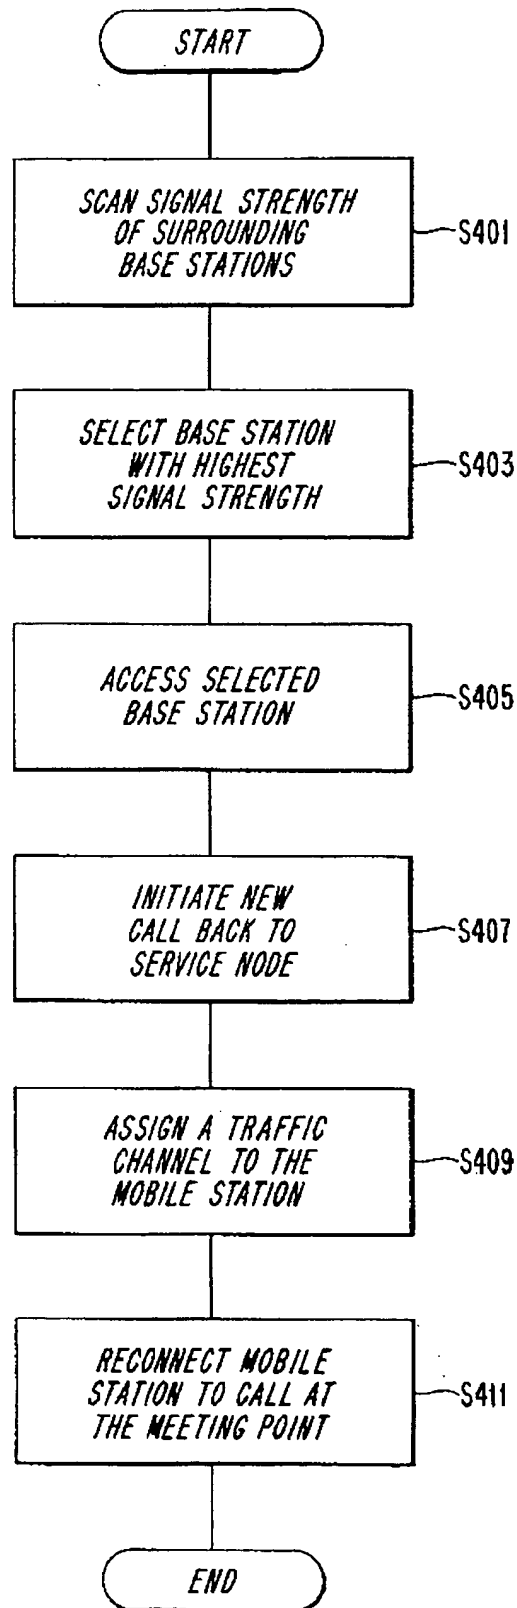 START
SCAN SIGNAL STRENGTH
OF SURROUNDING
BASE STATIONS
S401
SELECT BASE STATION
WITH HIGHEST
SIGNAL STRENGTH
S403
ACCESS SELECTED
BASE STATION
S405
INITIATE NEW
CALL BACK TO
SERVICE NODE
S407
ASSIGN A TRAFFIC
CHANNEL TO THE
MOBILE STATION
S409
RECONNECT MOBILE
STATION TO CALL AT
THE MEETING POINT
S411
END